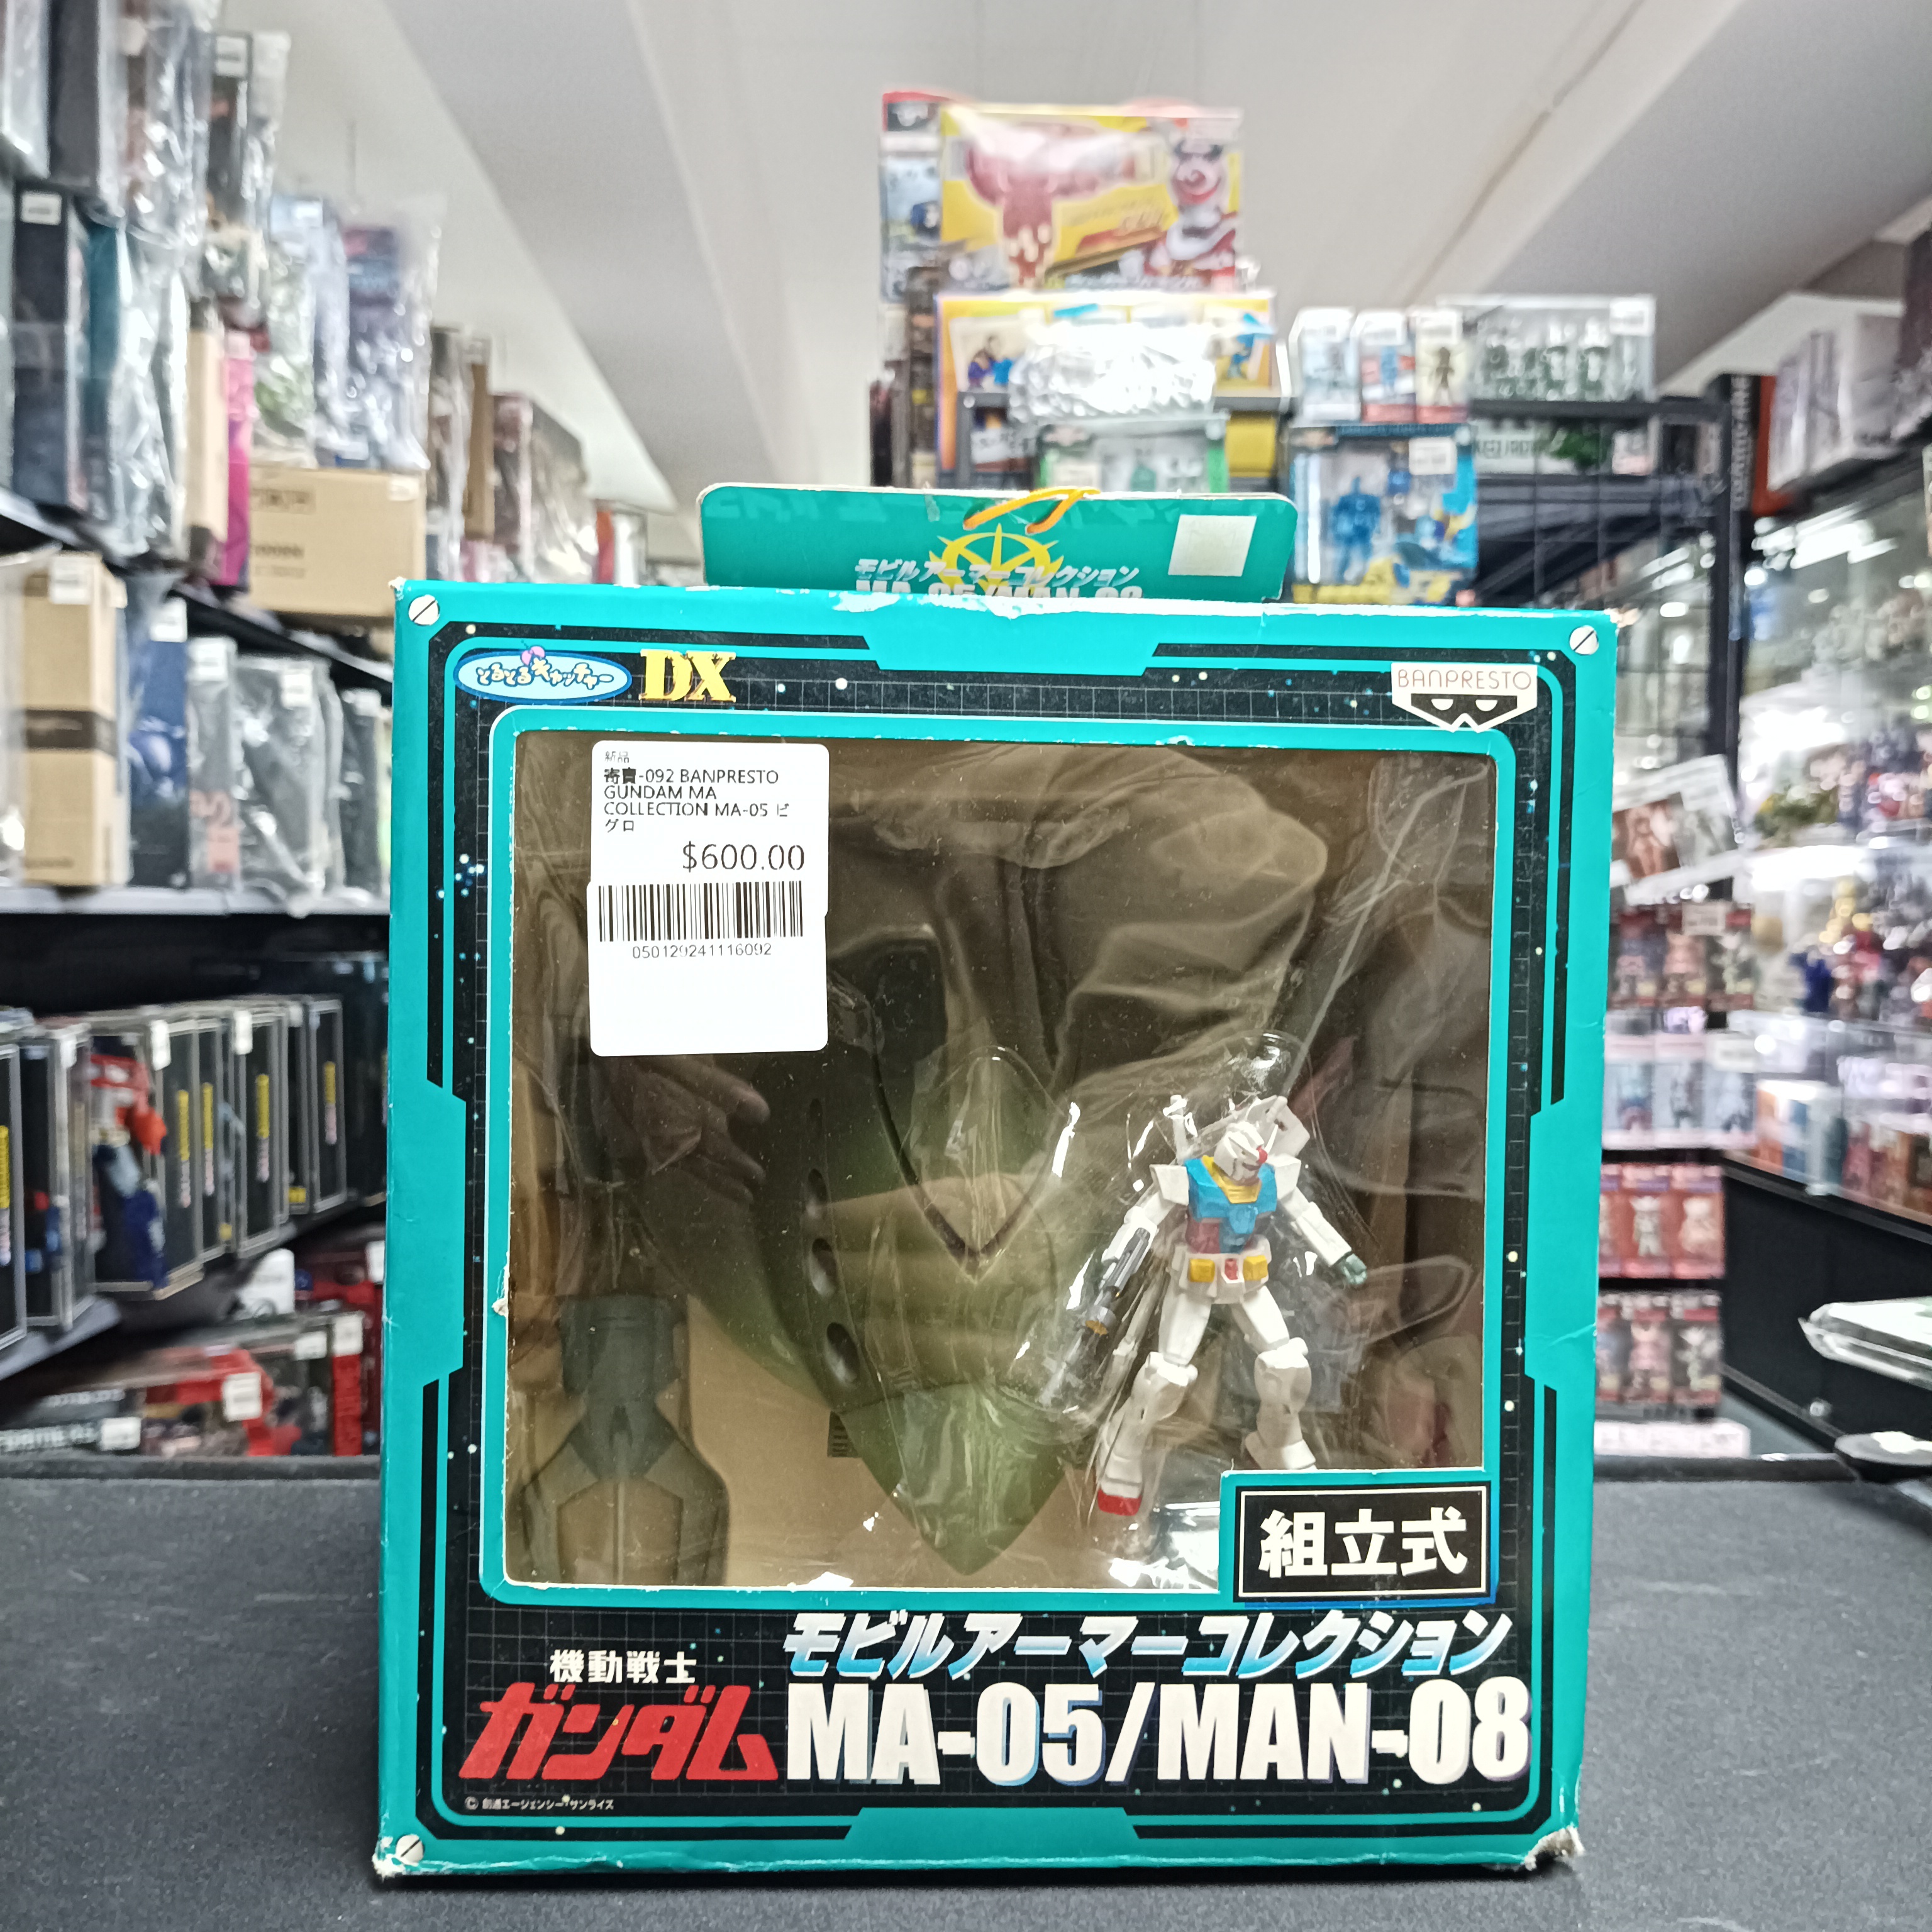 モビルアーマーコレクション
MA-05/MAN-08
とるとるキャッチャー
DX
BANPRESTO
新品
寄賣-092 BANPRESTO
GUNDAM MA
COLLECTION MA-05 ビ
グロ
$600.00
050129241116092
組立式
機動戦士
ガンダム
モビルアーマーコレクション
MA-05/MAN-08
© 創通エージェンシー・サンライズ